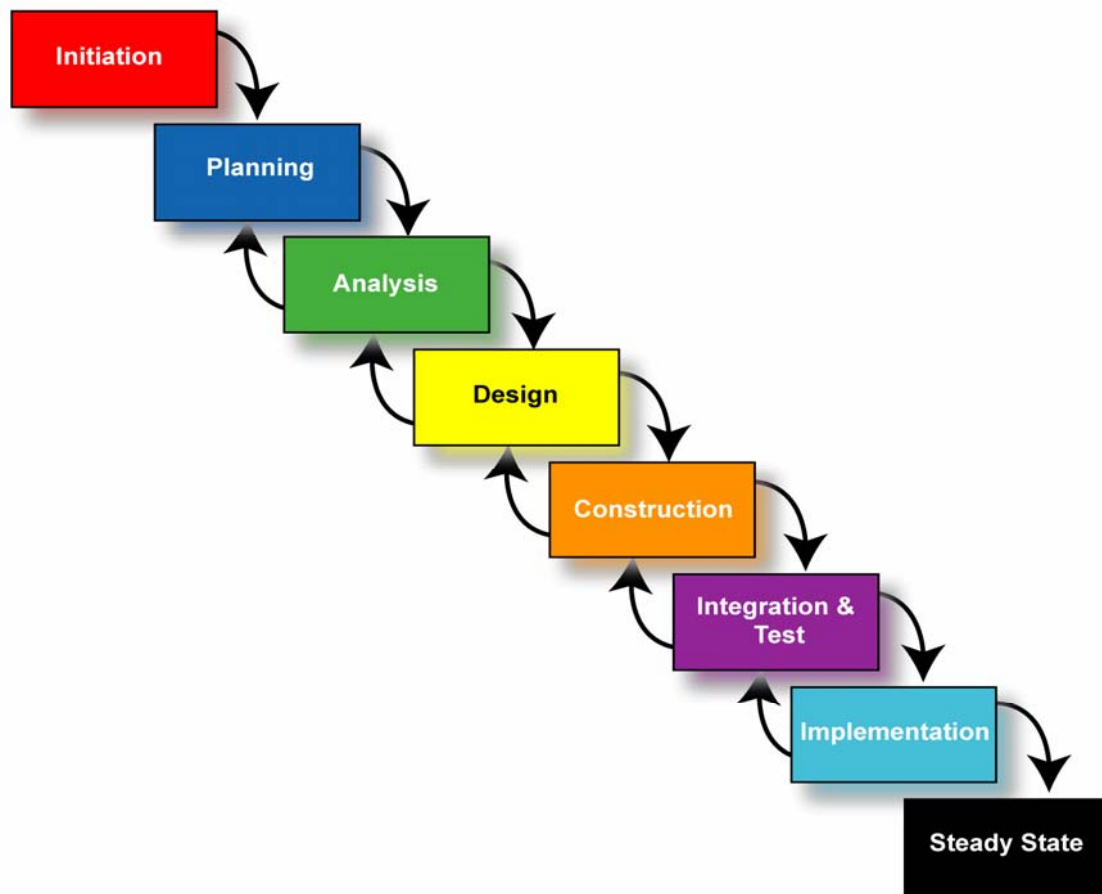 Initiation
Planning
Analysis
Design
Construction
Integration &
Test
Implementation
Steady State